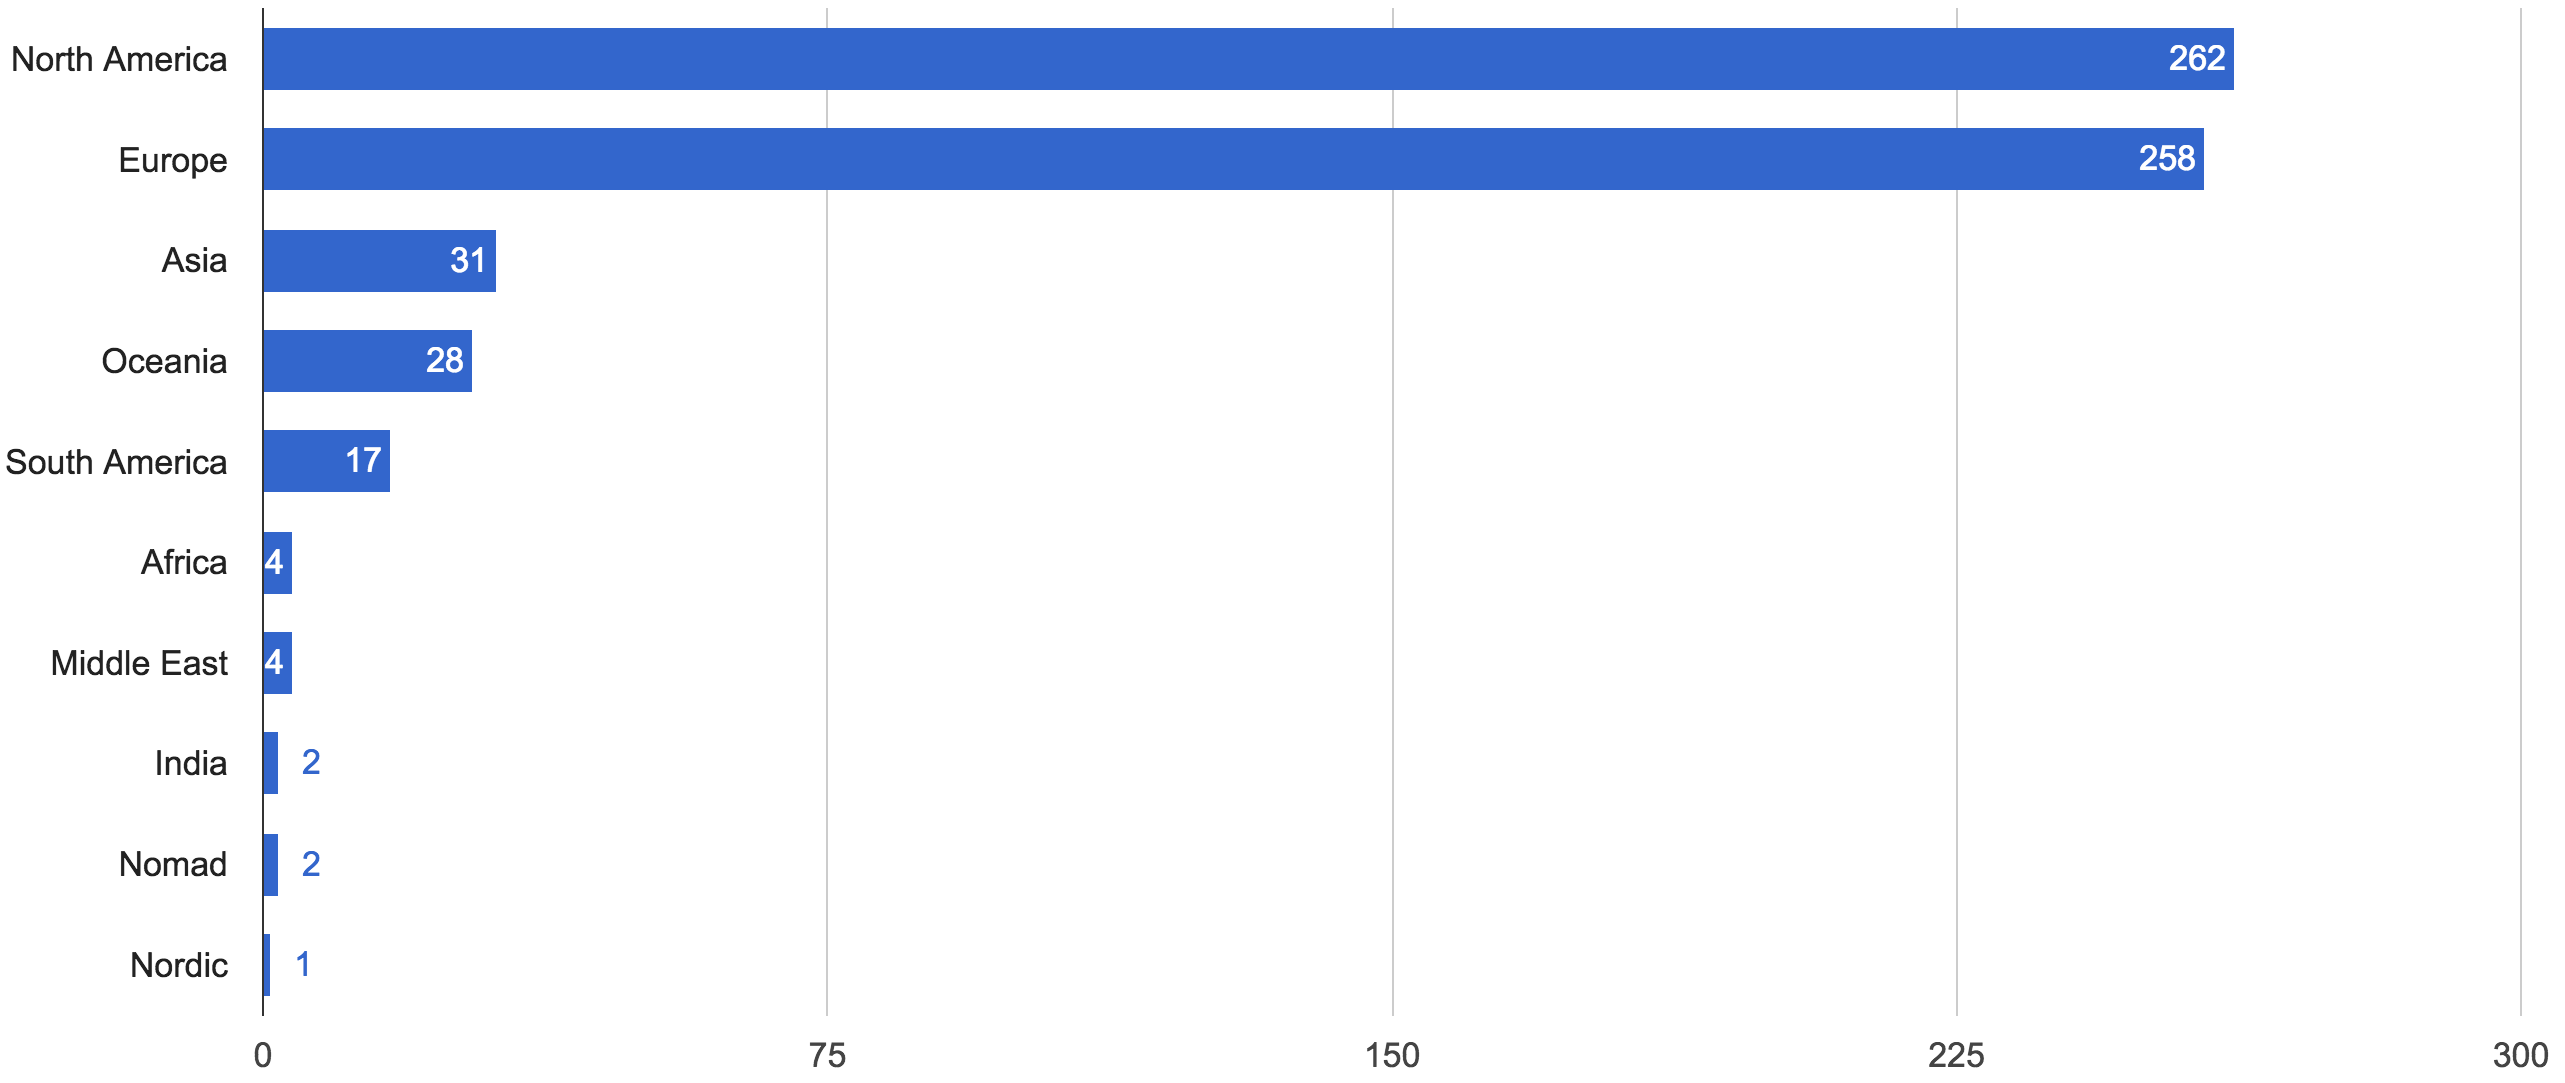 North America 262
Europe 258
Asia 31
Oceania 28
South America 17
Africa 4
Middle East 4
India 2
Nomad 2
Nordic 1
0 75 150 225 300